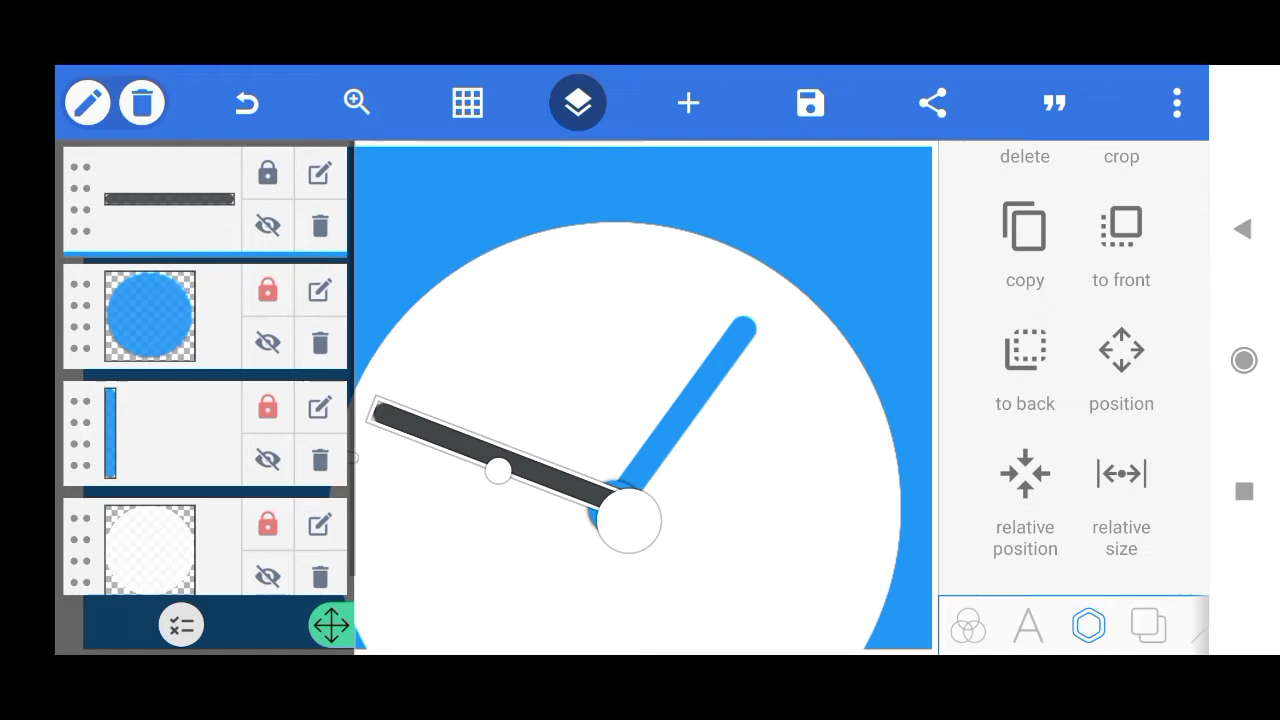 delete
crop
copy
to front
to back
position
relative
position
relative
size